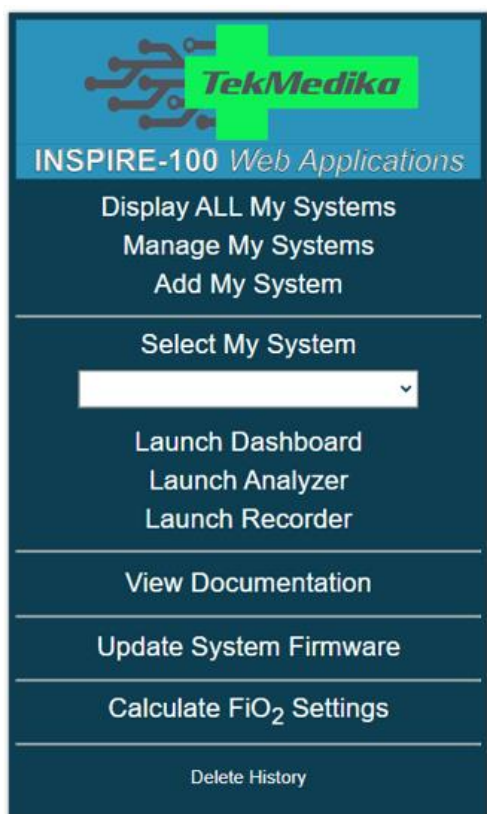 TekMedika
INSPIRE-100 Web Applications
Display ALL My Systems
Manage My Systems
Add My System
Select My System
Launch Dashboard
Launch Analyzer
Launch Recorder
View Documentation
Update System Firmware
Calculate FiO₂ Settings
Delete History